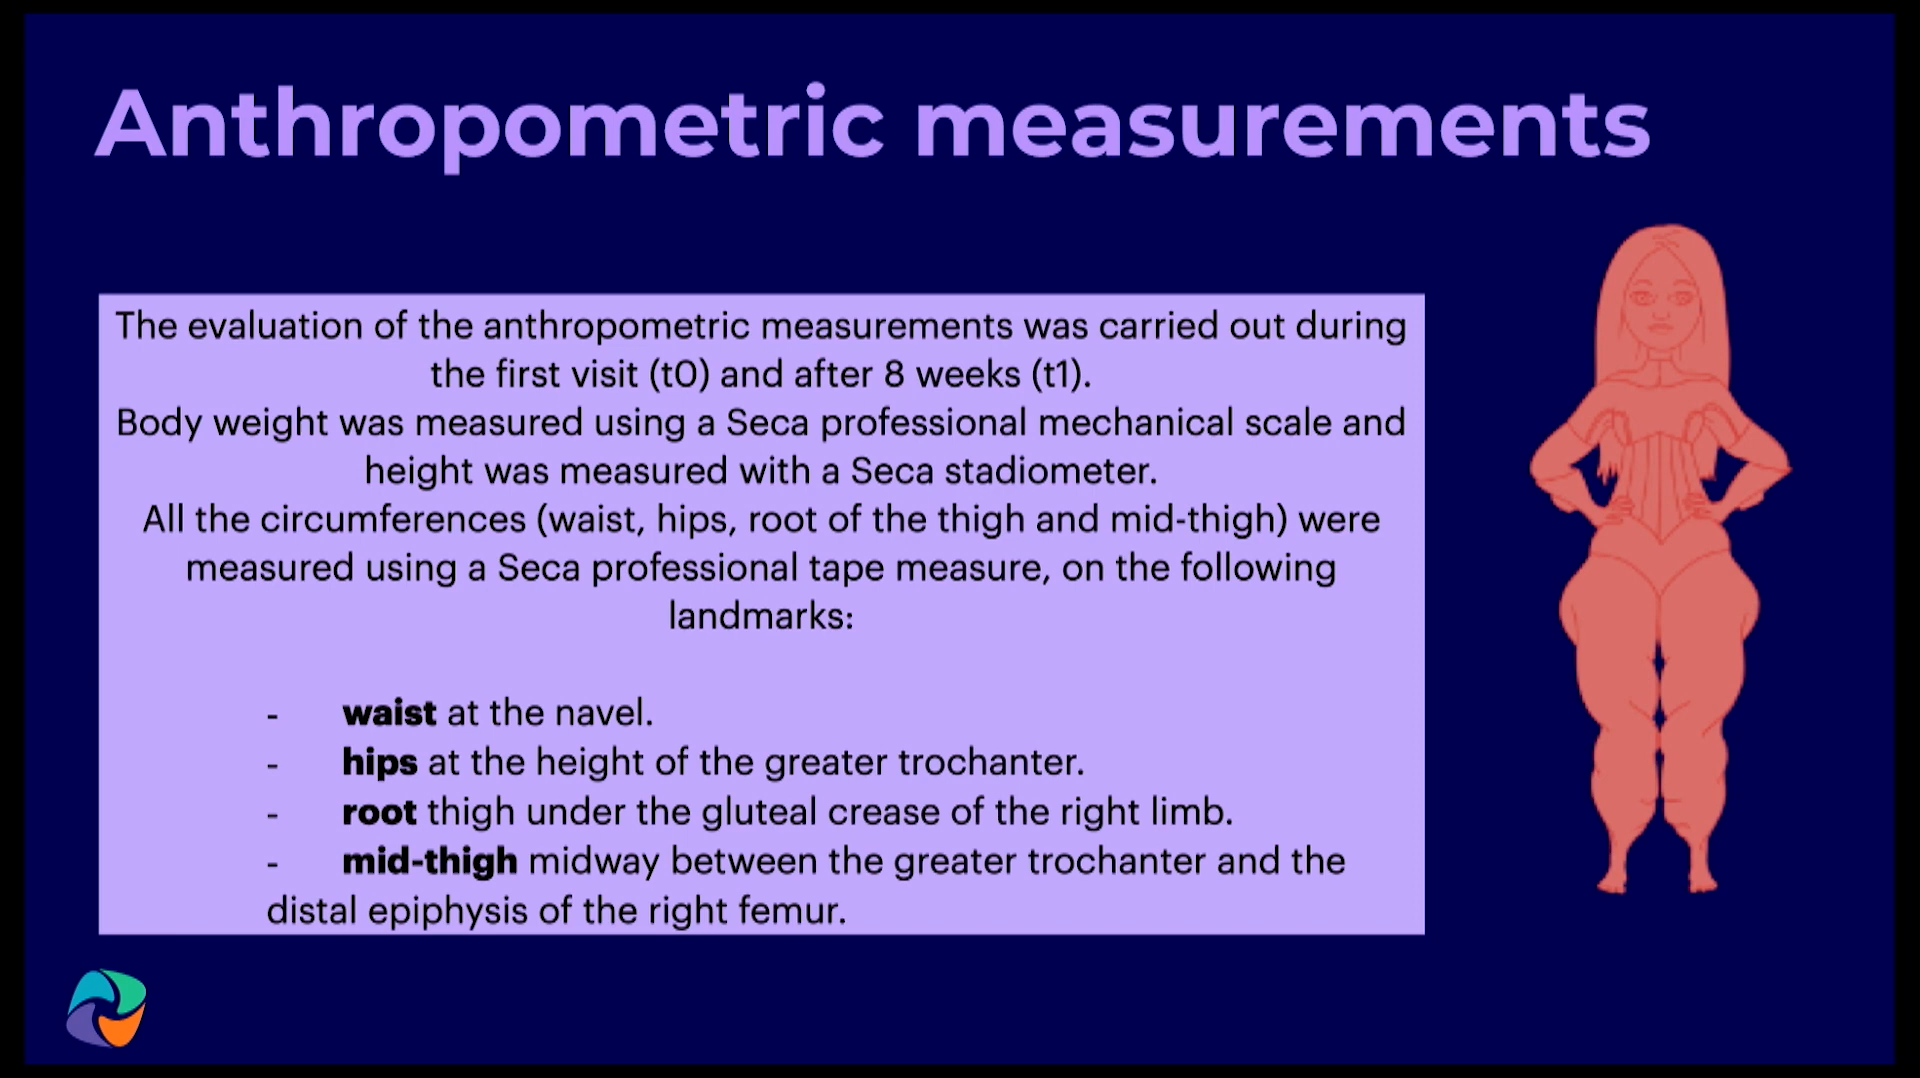 Anthropometric measurements
The evaluation of the anthropometric measurements was carried out during
the first visit (t0) and after 8 weeks (t1).
Body weight was measured using a Seca professional mechanical scale and
height was measured with a Seca stadiometer.
All the circumferences (waist, hips, root of the thigh and mid-thigh) were
measured using a Seca professional tape measure, on the following
landmarks:
- waist at the navel.
- hips at the height of the greater trochanter.
- root thigh under the gluteal crease of the right limb.
- mid-thigh midway between the greater trochanter and the
distal epiphysis of the right femur.